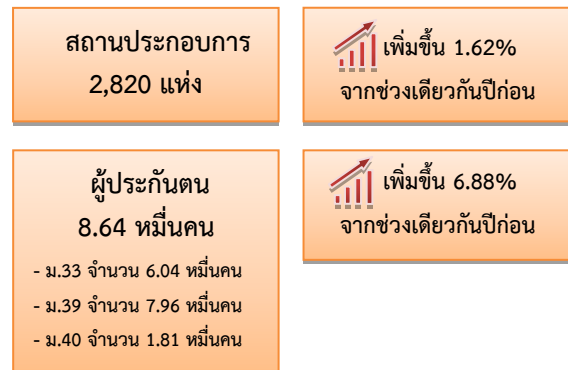 สถานประกอบการ
2,820 แห่ง
เพิ่มขึ้น 1.62%
จากช่วงเดียวกันปีก่อน
ผู้ประกันตน
8.64 หมื่นคน
- ม.33 จำนวน 6.04 หมื่นคน
- ม.39 จำนวน 7.96 หมื่นคน
- ม.40 จำนวน 1.81 หมื่นคน
เพิ่มขึ้น 6.88%
จากช่วงเดียวกันปีก่อน